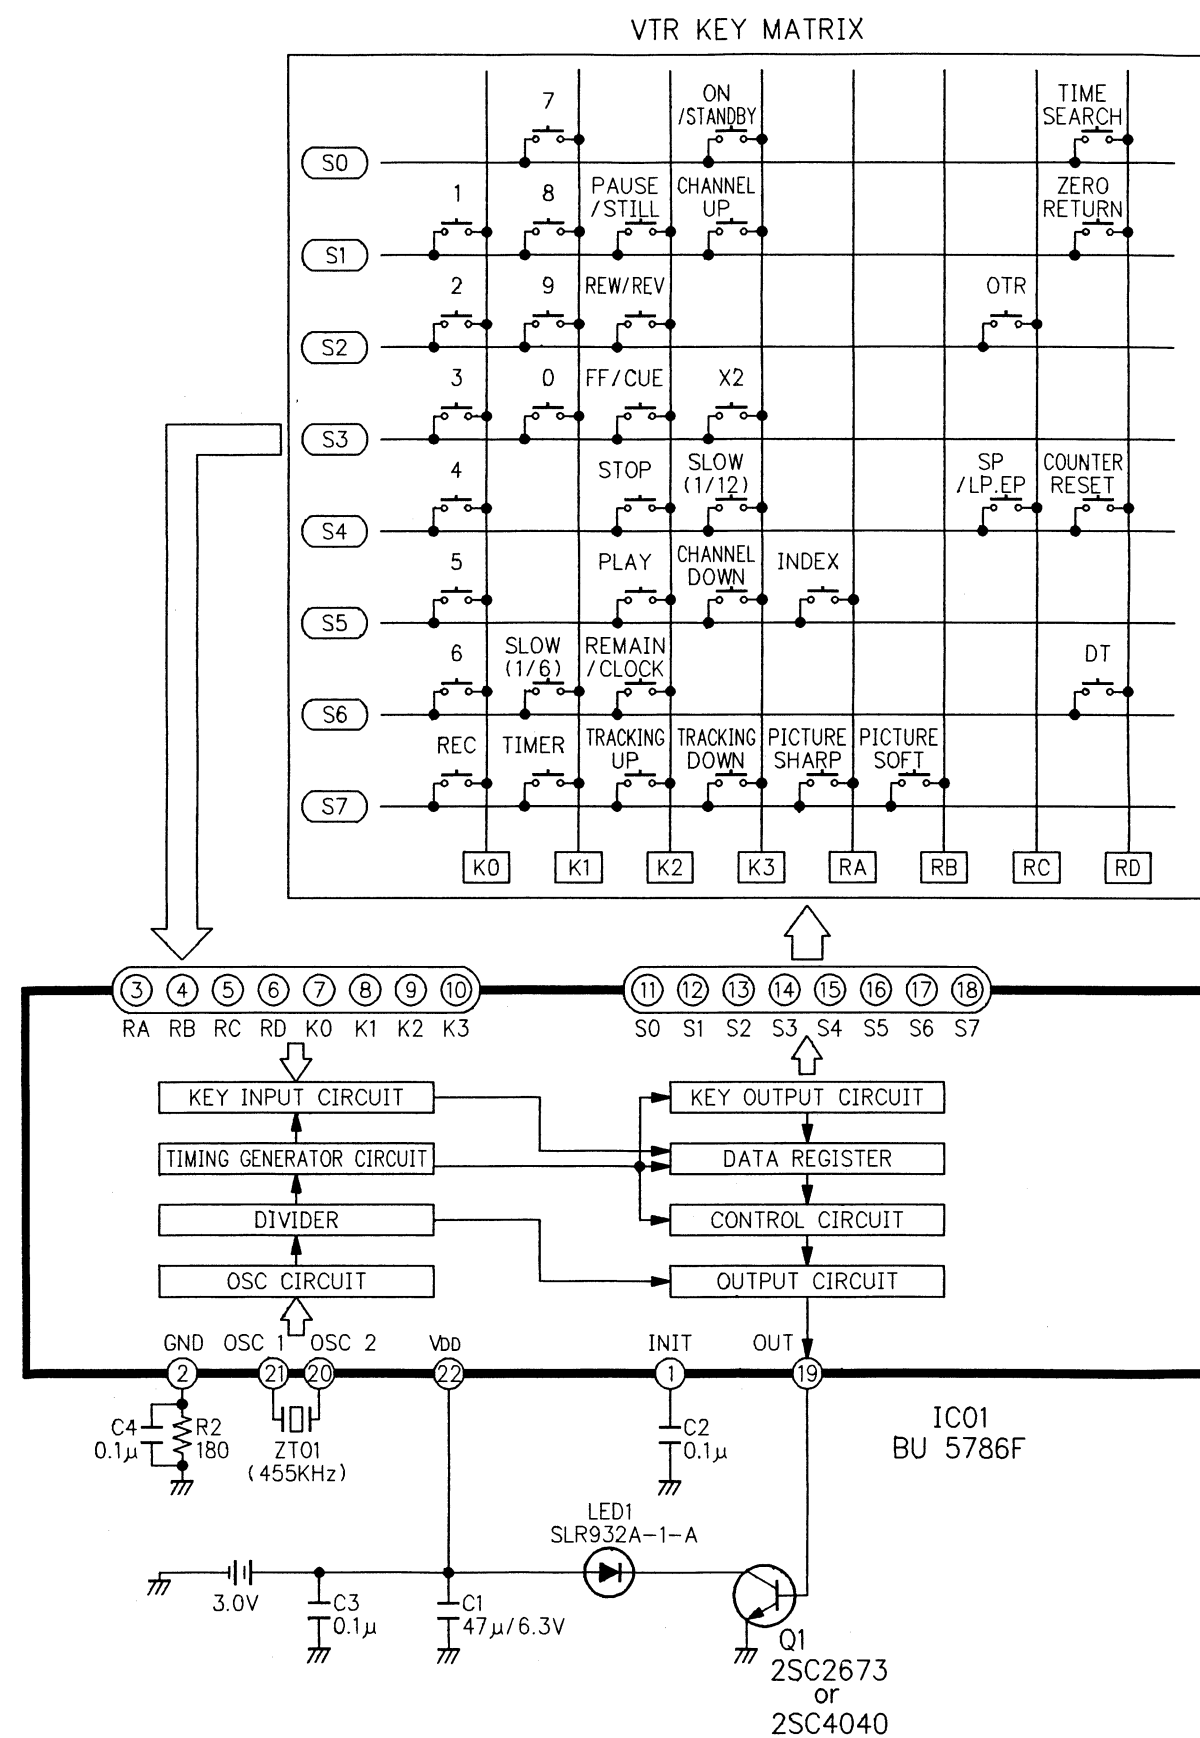 VTR KEY MATRIX
7
ON
/STANDBY
TIME
SEARCH
S0
1
8
PAUSE
/STILL
CHANNEL
UP
ZERO
RETURN
S1
2
9
REW/REV
OTR
S2
3
0
FF/CUE
X2
S3
4
STOP
SLOW
(1/12)
SP
/LP.EP
COUNTER
RESET
S4
5
PLAY
CHANNEL
DOWN
INDEX
S5
6
SLOW
(1/6)
REMAIN
/CLOCK
DT
S6
REC
TIMER
TRACKING
UP
TRACKING
DOWN
PICTURE
SHARP
PICTURE
SOFT
S7
K0 K1 K2 K3 RA RB RC RD
3 4 5 6 7 8 9 10
RA RB RC RD K0 K1 K2 K3
11 12 13 14 15 16 17 18
S0 S1 S2 S3 S4 S5 S6 S7
KEY INPUT CIRCUIT
KEY OUTPUT CIRCUIT
TIMING GENERATOR CIRCUIT
DATA REGISTER
DIVIDER
CONTROL CIRCUIT
OSC CIRCUIT
OUTPUT CIRCUIT
GND OSC 1 OSC 2 VDD INIT OUT
2 21 20 22 1 19
C4
0.1μ
R2
180
ZT01
(455KHz)
C2
0.1μ
IC01
BU 5786F
LED1
SLR932A-1-A
3.0V
C3
0.1μ
C1
47μ/6.3V
Q1
2SC2673
or
2SC4040